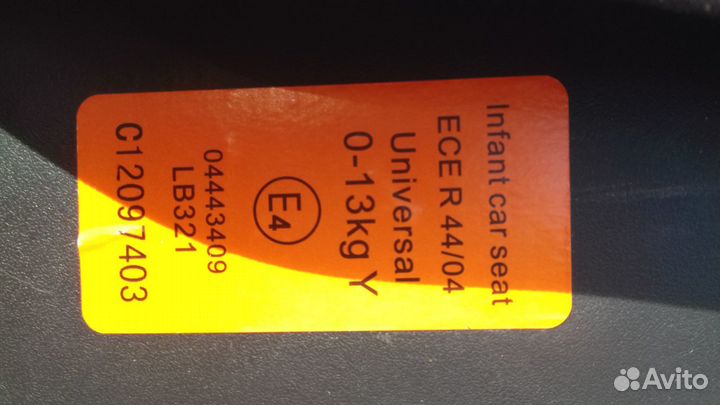 Infant car seat
ECE R 44/04
Universal
0-13kg Y
E4
04443409
LB321
C12097403
Avito